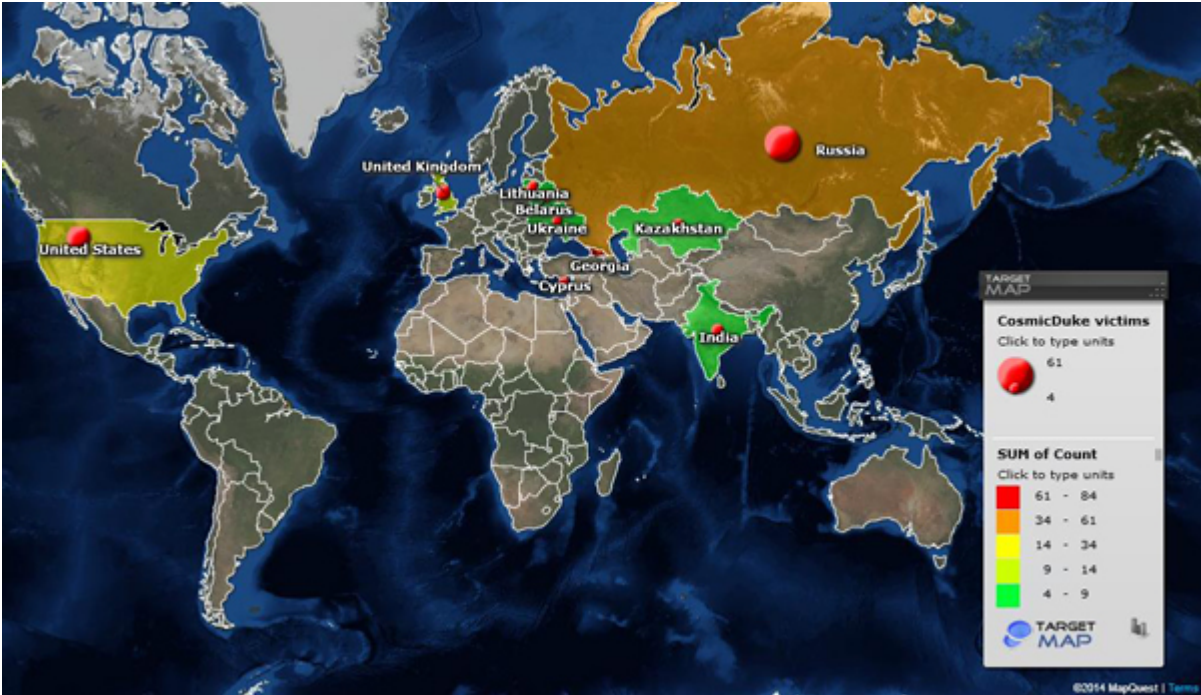 United Kingdom
Russia
Lithuania
Belarus
Ukraine
Kazakhstan
United States
Georgia
Cyprus
India
TARGET
MAP
CosmicDuke victims
Click to type units
61
4
SUM of Count
Click to type units
61 - 84
34 - 61
14 - 34
9 - 14
4 - 9
TARGET
MAP
©2014 MapQuest | Terms